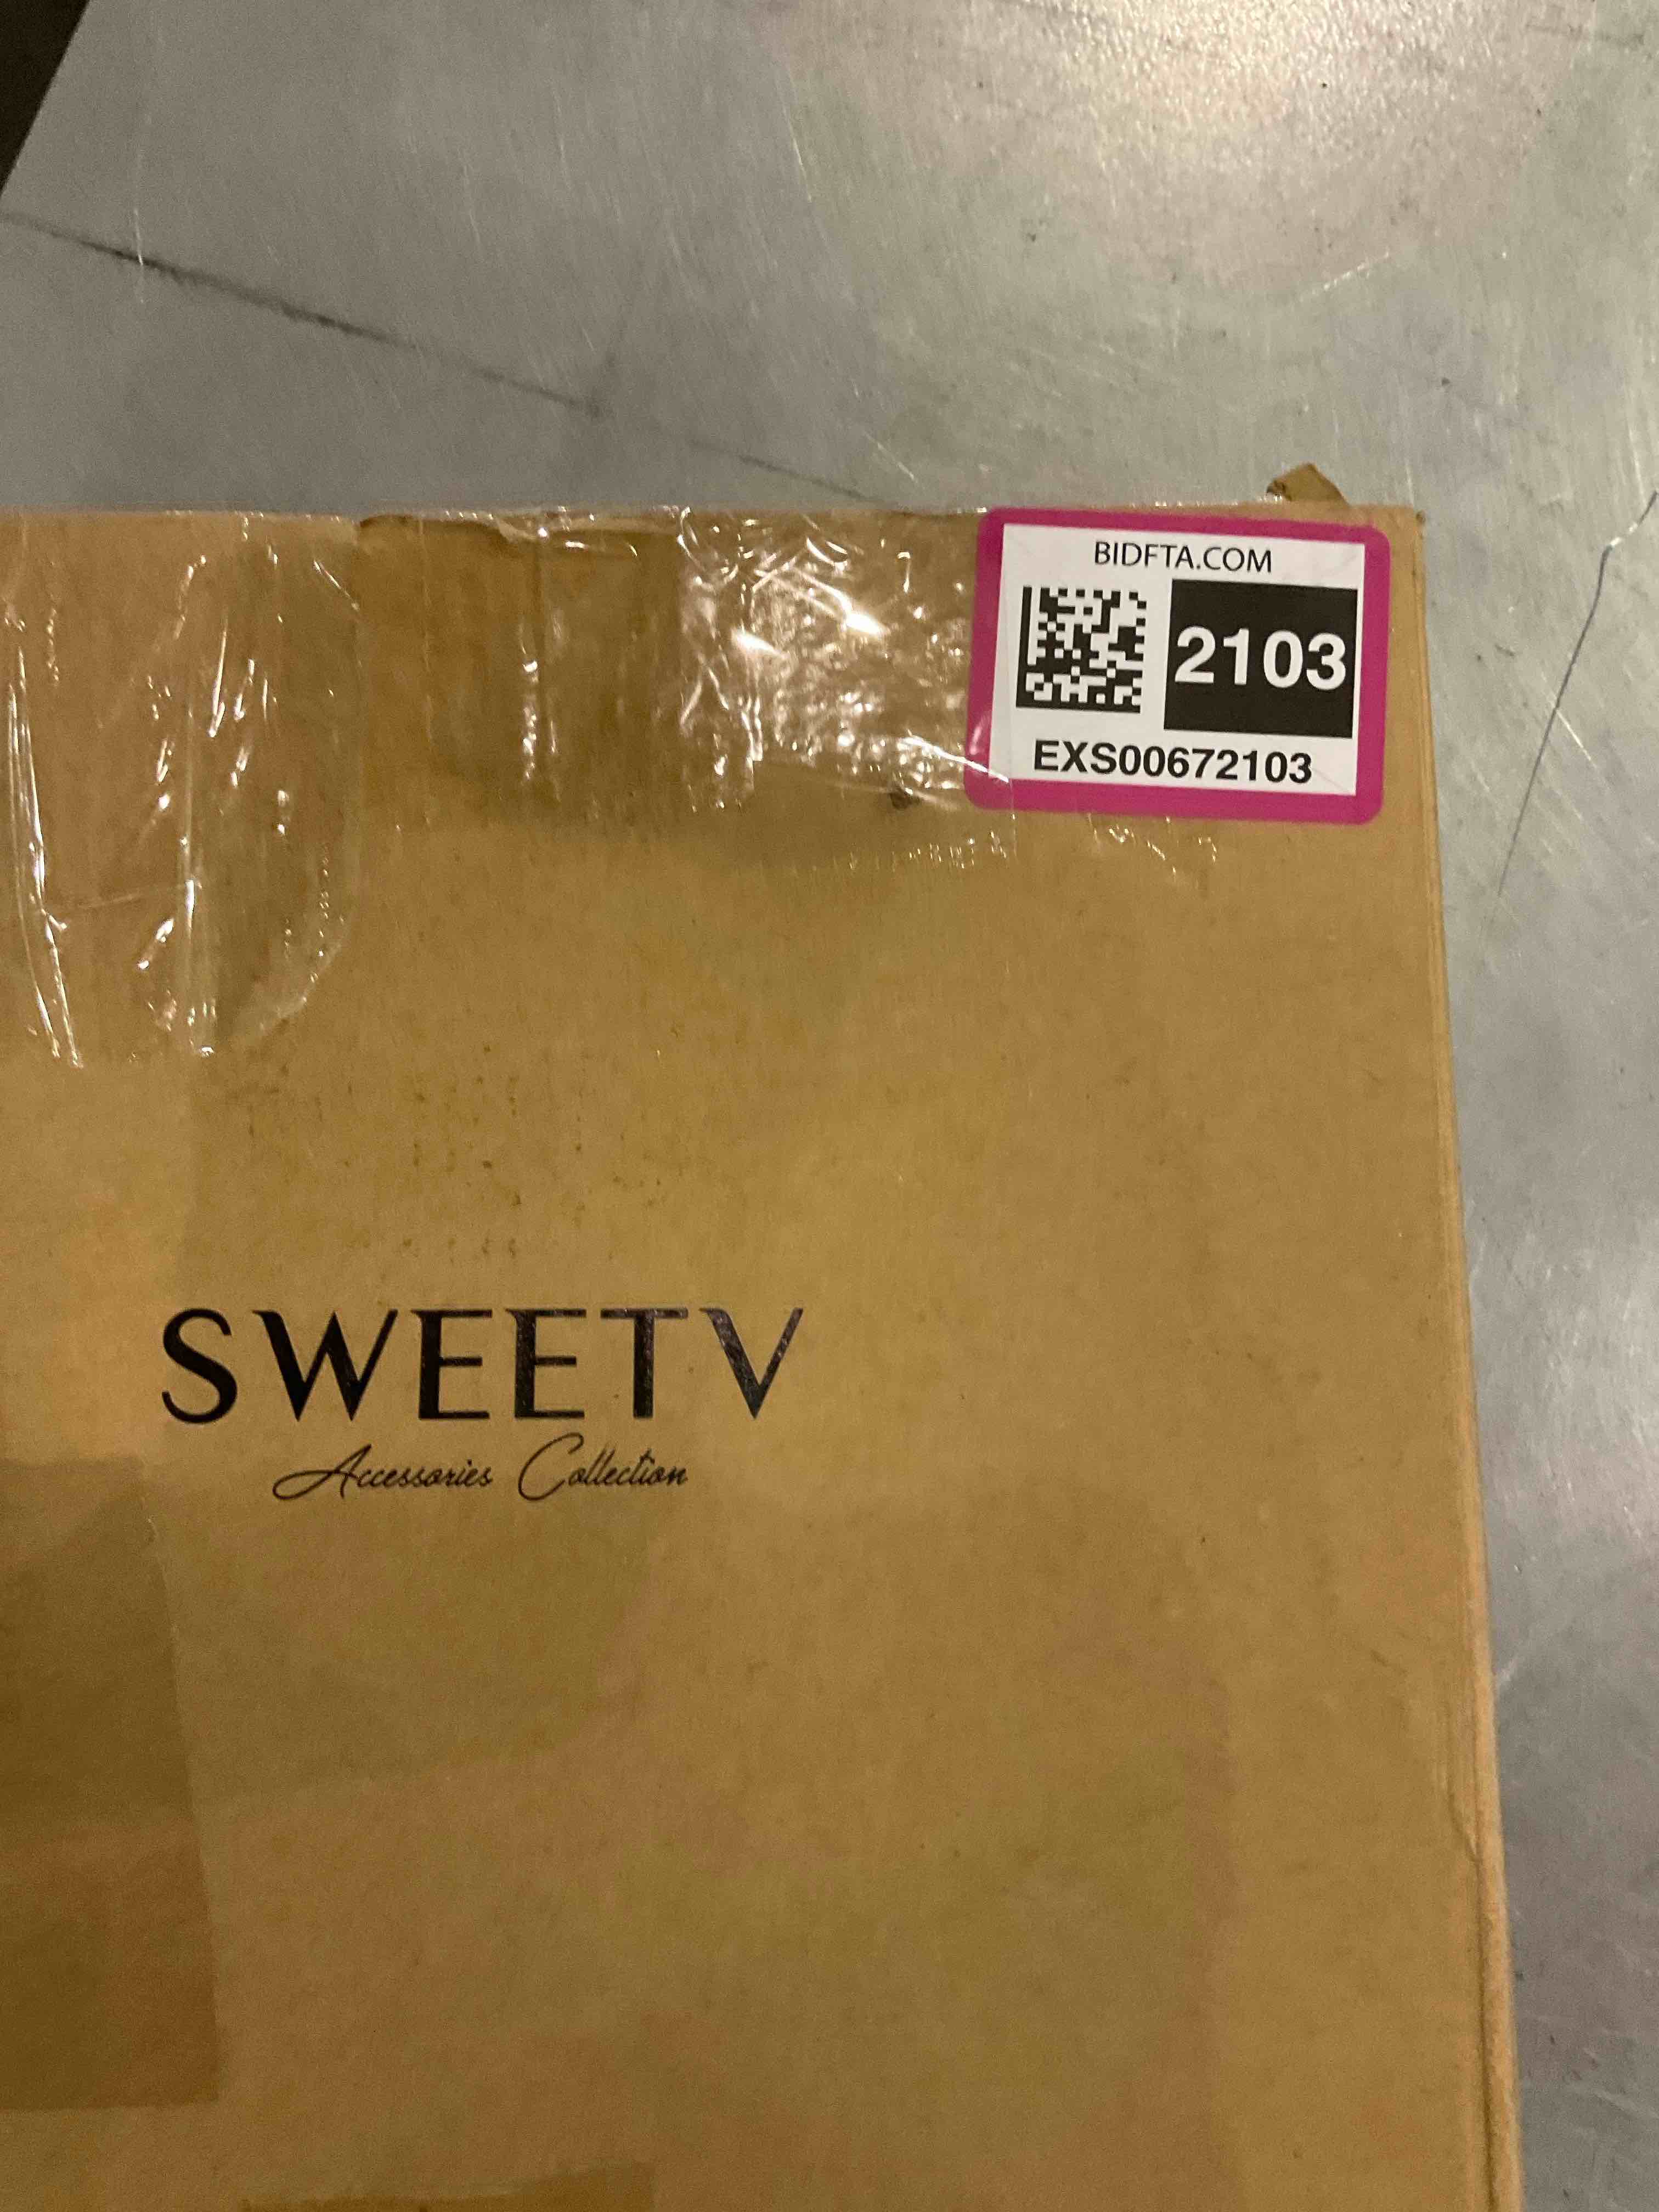 BIDFTA.COM
2103
EXS00672103
SWEETV
Accessories Collection